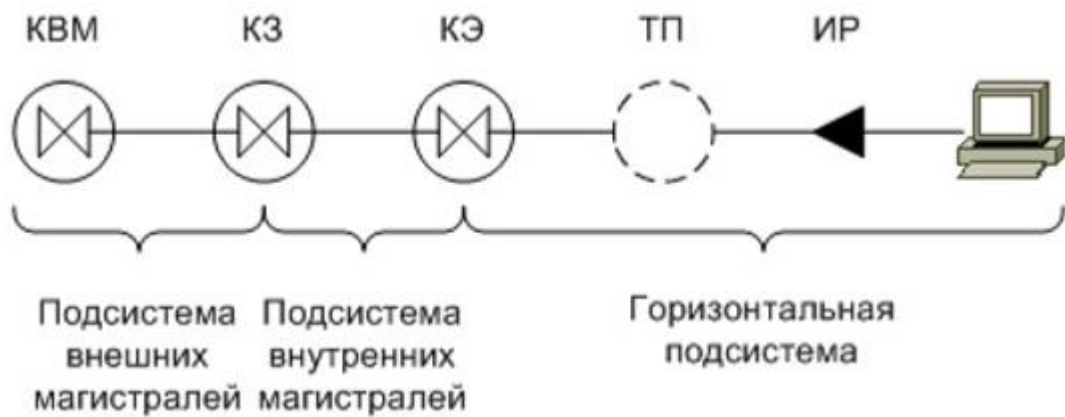 КВМ КЗ КЭ ТП ИР
Подсистема
внешних
магистралей
Подсистема
внутренних
магистралей
Горизонтальная
подсистема